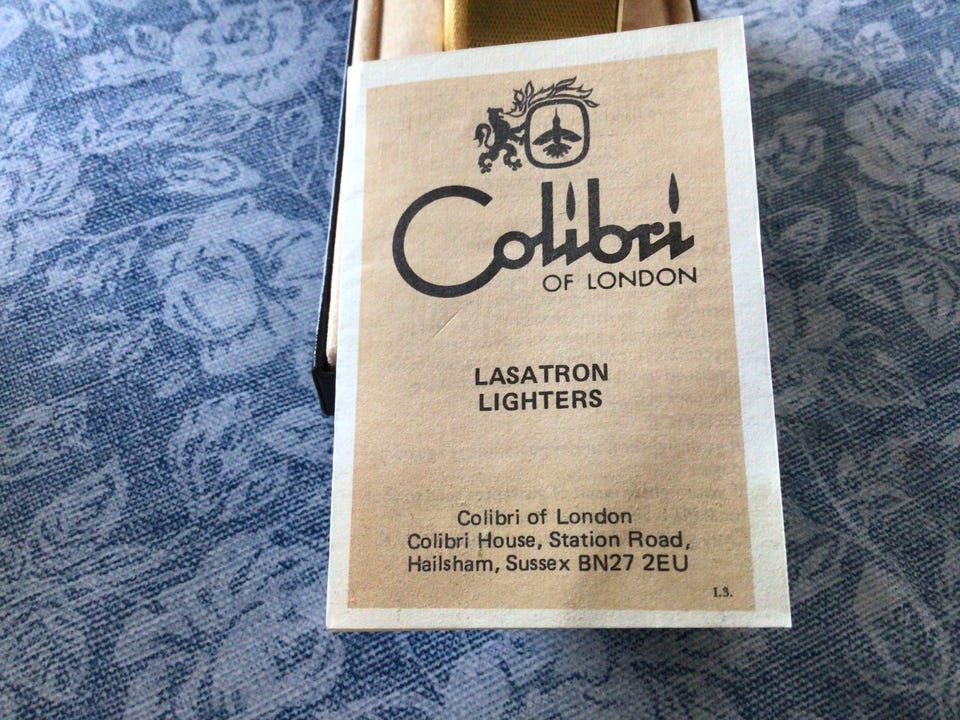 Colibri
OF LONDON
LASATRON
LIGHTERS
Colibri of London
Colibri House, Station Road,
Hailsham, Sussex BN27 2EU
I.3.